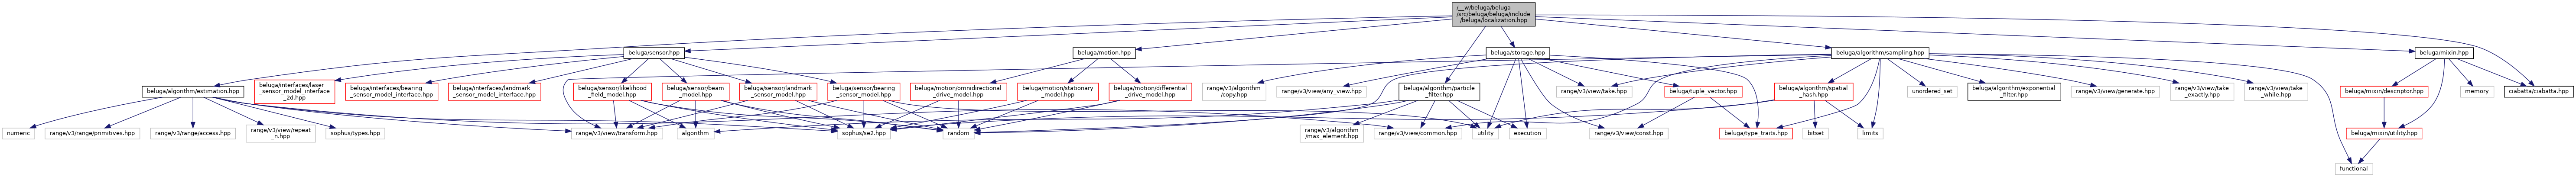 /__w/beluga/beluga
/src/beluga/beluga/include
/beluga/localization.hpp
beluga/sensor.hpp
beluga/motion.hpp
beluga/storage.hpp
beluga/algorithm/sampling.hpp
beluga/mixin.hpp
beluga/algorithm/estimation.hpp
beluga/interfaces/laser
_sensor_model_interface
_2d.hpp
beluga/interfaces/bearing
_sensor_model_interface.hpp
beluga/interfaces/landmark
_sensor_model_interface.hpp
beluga/sensor/likelihood
_field_model.hpp
beluga/sensor/beam
_model.hpp
beluga/sensor/landmark
_sensor_model.hpp
beluga/sensor/bearing
_sensor_model.hpp
beluga/motion/omnidirectional
_drive_model.hpp
beluga/motion/stationary
_model.hpp
beluga/motion/differential
_drive_model.hpp
range/v3/algorithm
/copy.hpp
range/v3/view/any_view.hpp
beluga/algorithm/particle
_filter.hpp
range/v3/view/take.hpp
beluga/tuple_vector.hpp
beluga/algorithm/spatial
_hash.hpp
unordered_set
beluga/algorithm/exponential
_filter.hpp
range/v3/view/generate.hpp
range/v3/view/take
_exactly.hpp
range/v3/view/take
_while.hpp
beluga/mixin/descriptor.hpp
memory
ciabatta/ciabatta.hpp
numeric
range/v3/range/primitives.hpp
range/v3/range/access.hpp
range/v3/view/repeat
_n.hpp
sophus/types.hpp
range/v3/view/transform.hpp
algorithm
sophus/se2.hpp
random
range/v3/algorithm
/max_element.hpp
range/v3/view/common.hpp
utility
execution
range/v3/view/const.hpp
beluga/type_traits.hpp
bitset
limits
beluga/mixin/utility.hpp
functional